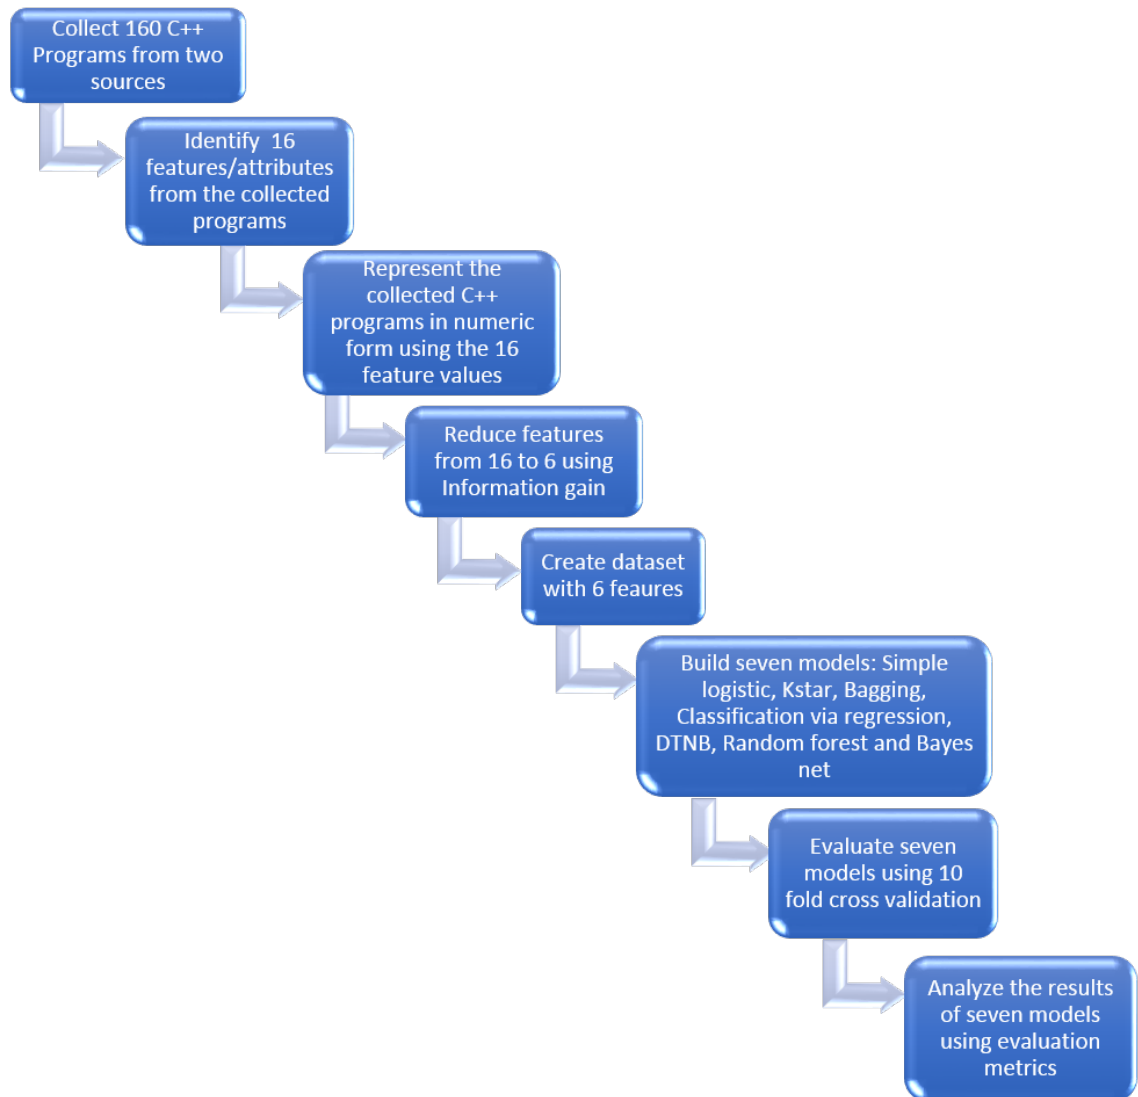 Collect 160 C++
Programs from two
sources
Identify 16
features/attributes
from the collected
programs
Represent the
collected C++
programs in numeric
form using the 16
feature values
Reduce features
from 16 to 6 using
Information gain
Create dataset
with 6 feaures
Build seven models: Simple
logistic, Kstar, Bagging,
Classification via regression,
DTNB, Random forest and Bayes
net
Evaluate seven
models using 10
fold cross validation
Analyze the results
of seven models
using evaluation
metrics